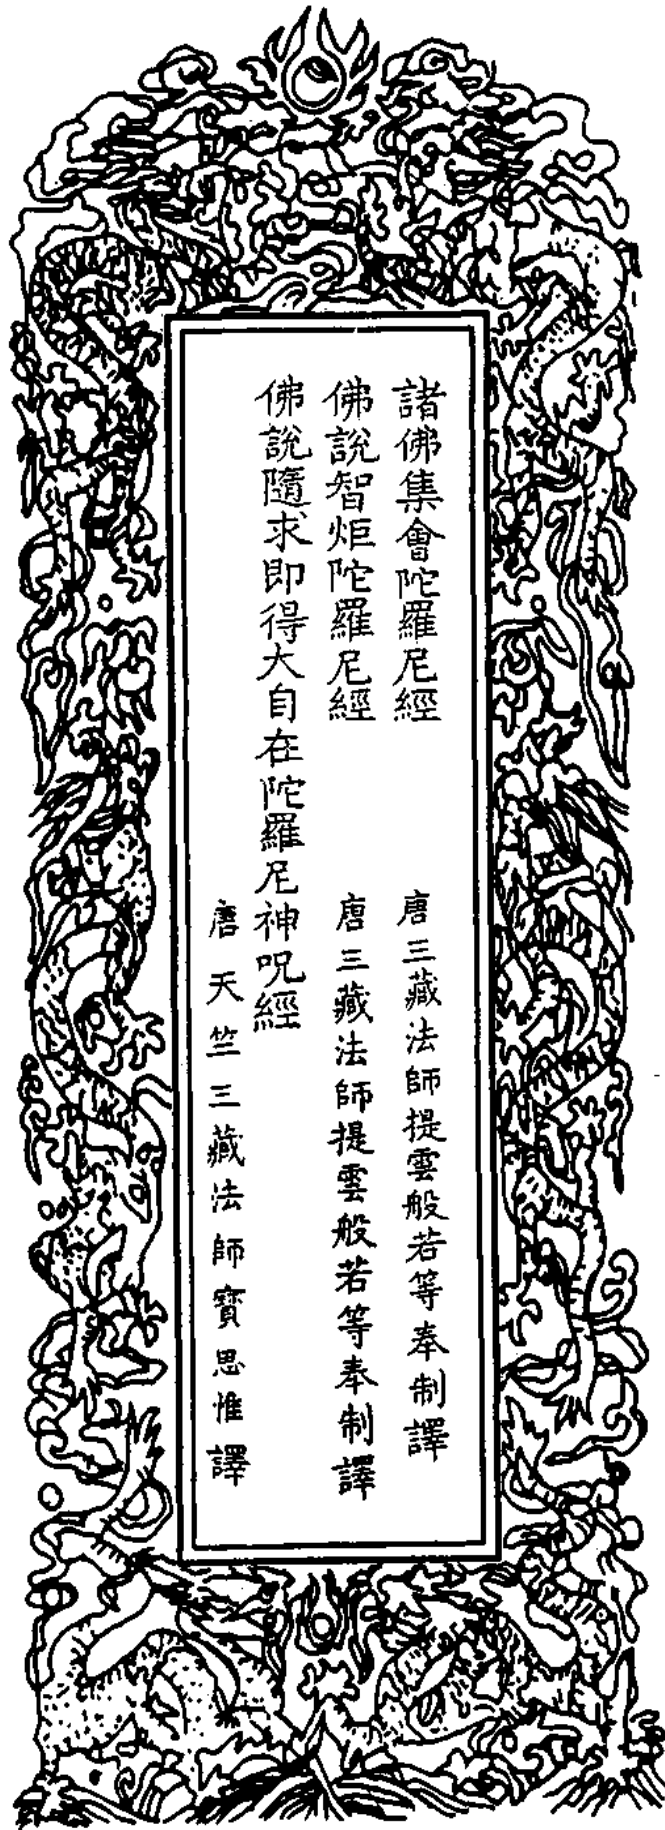 諸佛集會陀羅尼經
唐三藏法師提雲般若等奉制譯
佛說智炬陀羅尼經
唐三藏法師提雲般若等奉制譯
佛說隨求即得大自在陀羅尼神呪經
唐天竺三藏法師寶思惟譯